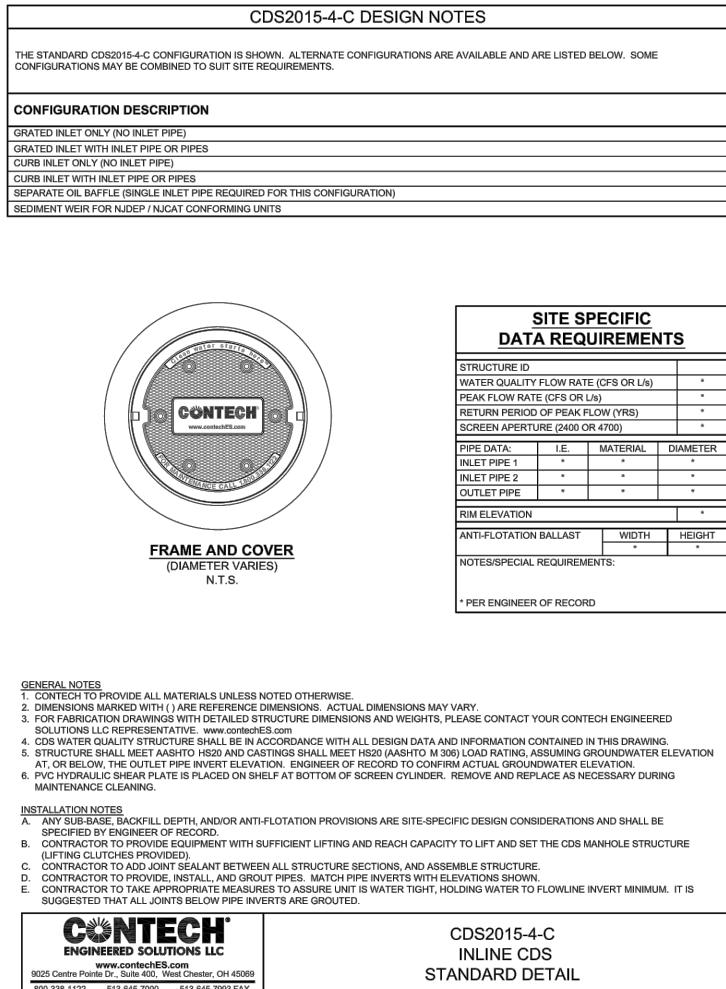 CDS2015-4-C DESIGN NOTES
THE STANDARD CDS2015-4-C CONFIGURATION IS SHOWN. ALTERNATE CONFIGURATIONS ARE AVAILABLE AND ARE LISTED BELOW. SOME
CONFIGURATIONS MAY BE COMBINED TO SUIT SITE REQUIREMENTS.
CONFIGURATION DESCRIPTION
GRATED INLET ONLY (NO INLET PIPE)
GRATED INLET WITH INLET PIPE OR PIPES
CURB INLET ONLY (NO INLET PIPE)
CURB INLET WITH INLET PIPE OR PIPES
SEPARATE OIL BAFFLE (SINGLE INLET PIPE REQUIRED FOR THIS CONFIGURATION)
SEDIMENT WEIR FOR NJDEP / NJCAT CONFORMING UNITS
Clean water starts here
CONTECH
www.contechES.com
FOR MAINTENANCE CALL
FRAME AND COVER
(DIAMETER VARIES)
N.T.S.
SITE SPECIFIC
DATA REQUIREMENTS
STRUCTURE ID
WATER QUALITY FLOW RATE (CFS OR L/s) *
PEAK FLOW RATE (CFS OR L/s) *
RETURN PERIOD OF PEAK FLOW (YRS) *
SCREEN APERTURE (2400 OR 4700) *
PIPE DATA: I.E. MATERIAL DIAMETER
INLET PIPE 1 * * *
INLET PIPE 2 * * *
OUTLET PIPE * * *
RIM ELEVATION *
ANTI-FLOTATION BALLAST WIDTH HEIGHT
* *
NOTES/SPECIAL REQUIREMENTS:
* PER ENGINEER OF RECORD
GENERAL NOTES
1. CONTECH TO PROVIDE ALL MATERIALS UNLESS NOTED OTHERWISE.
2. DIMENSIONS MARKED WITH ( ) ARE REFERENCE DIMENSIONS. ACTUAL DIMENSIONS MAY VARY.
3. FOR FABRICATION DRAWINGS WITH DETAILED STRUCTURE DIMENSIONS AND WEIGHTS, PLEASE CONTACT YOUR CONTECH ENGINEERED
SOLUTIONS LLC REPRESENTATIVE. www.contechES.com
4. CDS WATER QUALITY STRUCTURE SHALL BE IN ACCORDANCE WITH ALL DESIGN DATA AND INFORMATION CONTAINED IN THIS DRAWING.
5. STRUCTURE SHALL MEET AASHTO HS20 AND CASTINGS SHALL MEET HS20 (AASHTO M 306) LOAD RATING, ASSUMING GROUNDWATER ELEVATION
AT, OR BELOW, THE OUTLET PIPE INVERT ELEVATION. ENGINEER OF RECORD TO CONFIRM ACTUAL GROUNDWATER ELEVATION.
6. PVC HYDRAULIC SHEAR PLATE IS PLACED ON SHELF AT BOTTOM OF SCREEN CYLINDER. REMOVE AND REPLACE AS NECESSARY DURING
MAINTENANCE CLEANING.
INSTALLATION NOTES
A. ANY SUB-BASE, BACKFILL DEPTH, AND/OR ANTI-FLOTATION PROVISIONS ARE SITE-SPECIFIC DESIGN CONSIDERATIONS AND SHALL BE
SPECIFIED BY ENGINEER OF RECORD.
B. CONTRACTOR TO PROVIDE EQUIPMENT WITH SUFFICIENT LIFTING AND REACH CAPACITY TO LIFT AND SET THE CDS MANHOLE STRUCTURE
(LIFTING CLUTCHES PROVIDED).
C. CONTRACTOR TO ADD JOINT SEALANT BETWEEN ALL STRUCTURE SECTIONS, AND ASSEMBLE STRUCTURE.
D. CONTRACTOR TO PROVIDE, INSTALL, AND GROUT PIPES. MATCH PIPE INVERTS WITH ELEVATIONS SHOWN.
E. CONTRACTOR TO TAKE APPROPRIATE MEASURES TO ASSURE UNIT IS WATER TIGHT, HOLDING WATER TO FLOWLINE INVERT MINIMUM. IT IS
SUGGESTED THAT ALL JOINTS BELOW PIPE INVERTS ARE GROUTED.
CONTECH®
ENGINEERED SOLUTIONS LLC
www.contechES.com
9025 Centre Pointe Dr., Suite 400, West Chester, OH 45069
800-338-1122 513-645-7000 513-645-7993 FAX
CDS2015-4-C
INLINE CDS
STANDARD DETAIL